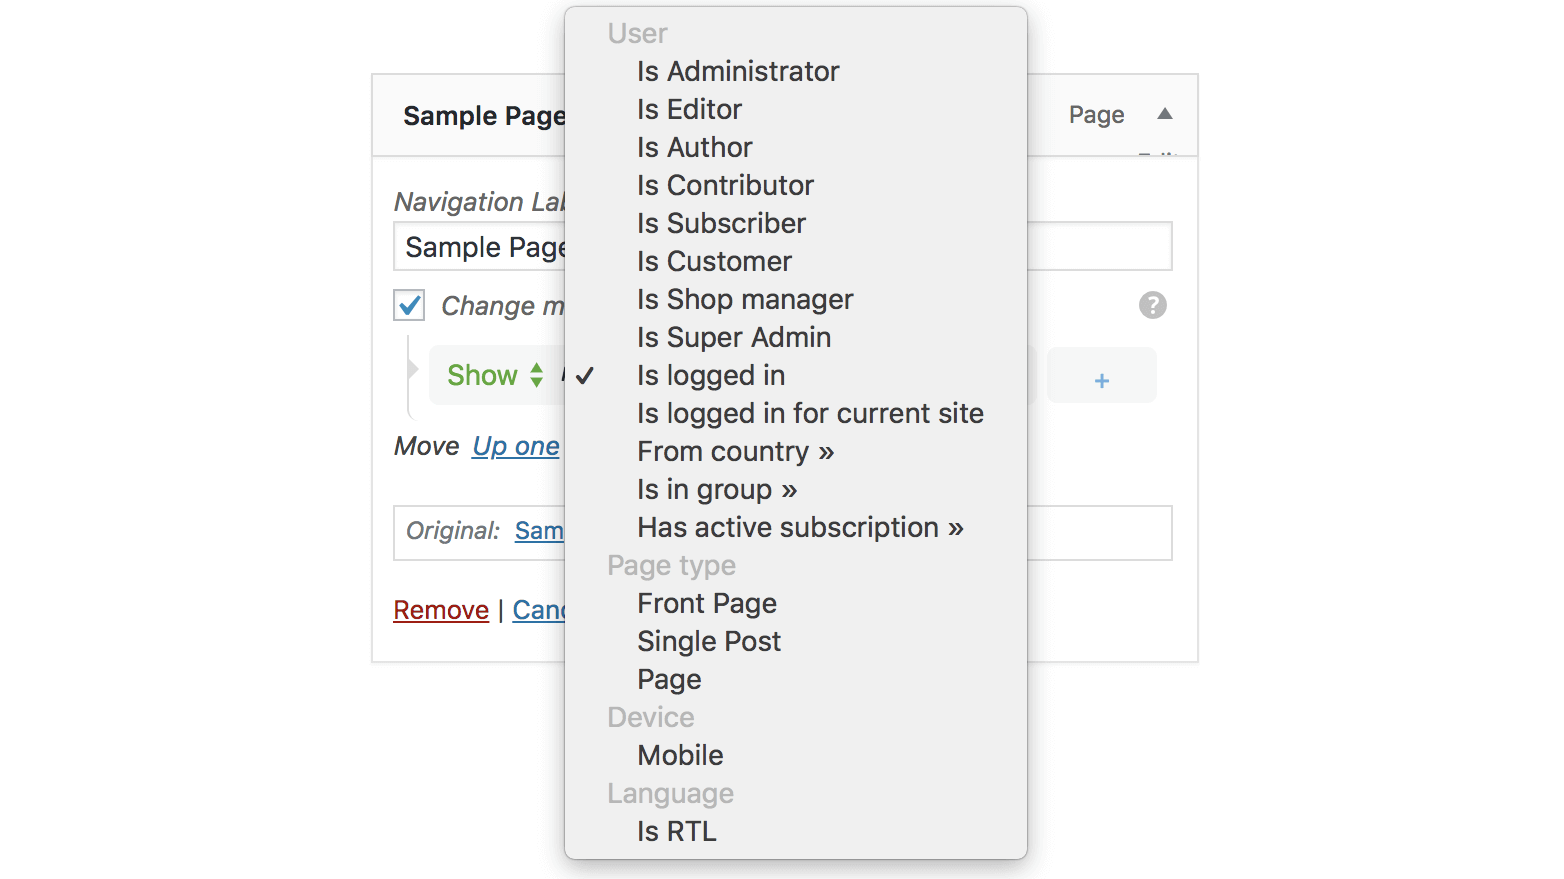 User
Is Administrator
Is Editor
Sample Page
Page
Is Author
Is Contributor
Navigation
Is Subscriber
Sample Page
Is Customer
Is Shop manager
Change
?
Is Super Admin
Show
✓ Is logged in
+
Is logged in for current site
Move Up one
From country »
Is in group »
Original:
Has active subscription »
Page type
Front Page
Remove |
Single Post
Page
Device
Mobile
Language
Is RTL